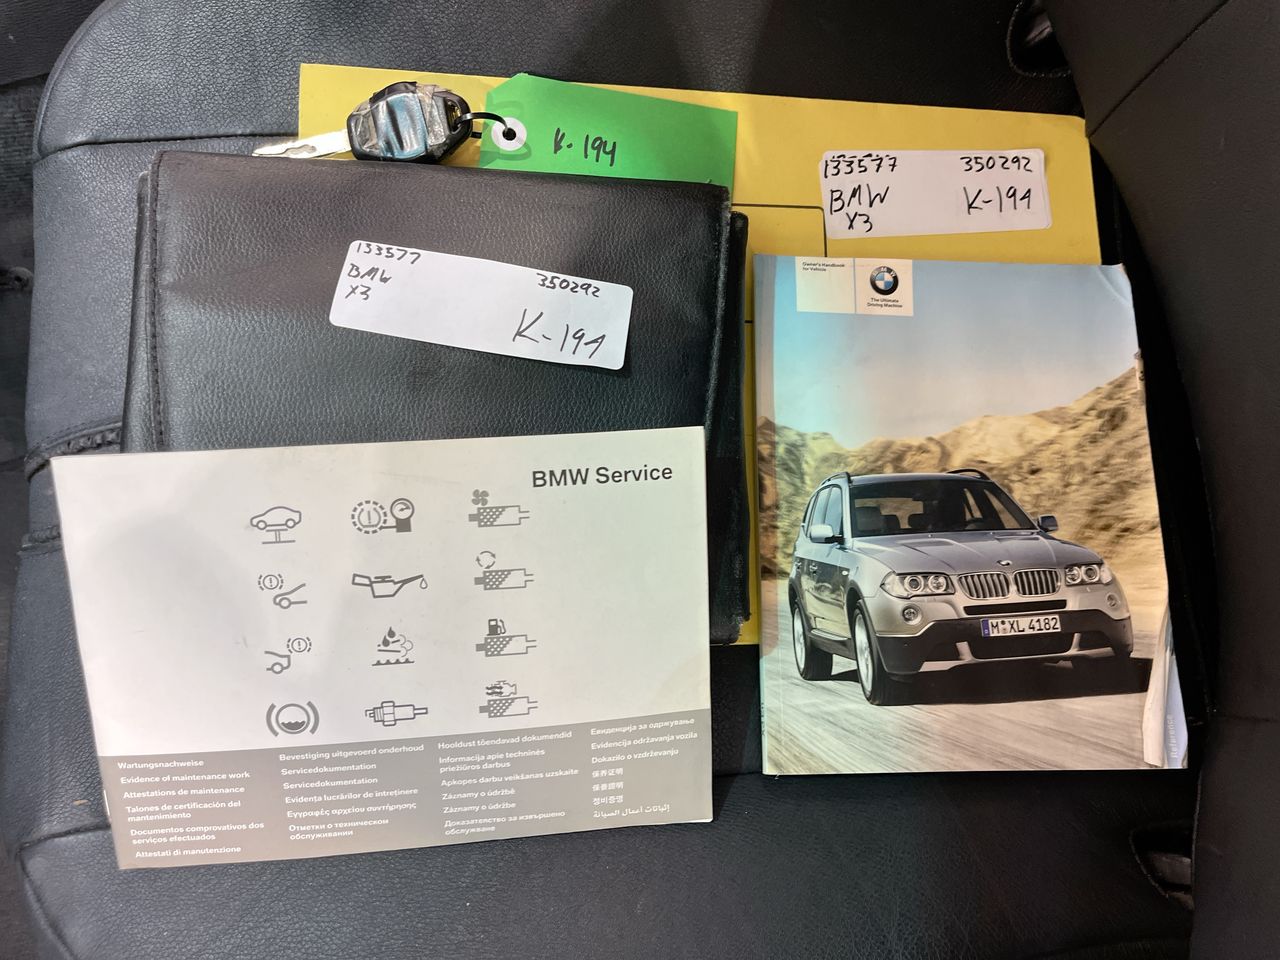 K-194
133577 350292
BMW K-194
X3
133577
BMW 350292
X3
K-194
Owner's Handbook
for Vehicle
BMW
The Ultimate
Driving Machine
M XL 4182
Reference
BMW Service
Wartungsnachweise
Evidence of maintenance work
Attestations de maintenance
Talones de certificación del
mantenimiento
Documentos comprovativos dos
serviços efectuados
Attestati di manutenzione
Bevestiging uitgevoerd onderhoud
Servicedokumentation
Servicedokumentation
Evidenţa lucrărilor de întreţinere
Εγγραφές αρχείου συντήρησης
Отметки о техническом
обслуживании
Hooldust tõendavad dokumendid
Informacija apie techninės
priežiūros darbus
Apkopes darbu veikšanas uzskaite
Záznamy o údržbě
Záznamy o údržbe
Доказателство за извършено
обслужване
Евиденција за одржување
Evidencija održavanja vozila
Dokazilo o vzdrževanju
保养证明
保養證明
정비증명
إثباتات أعمال الصيانة